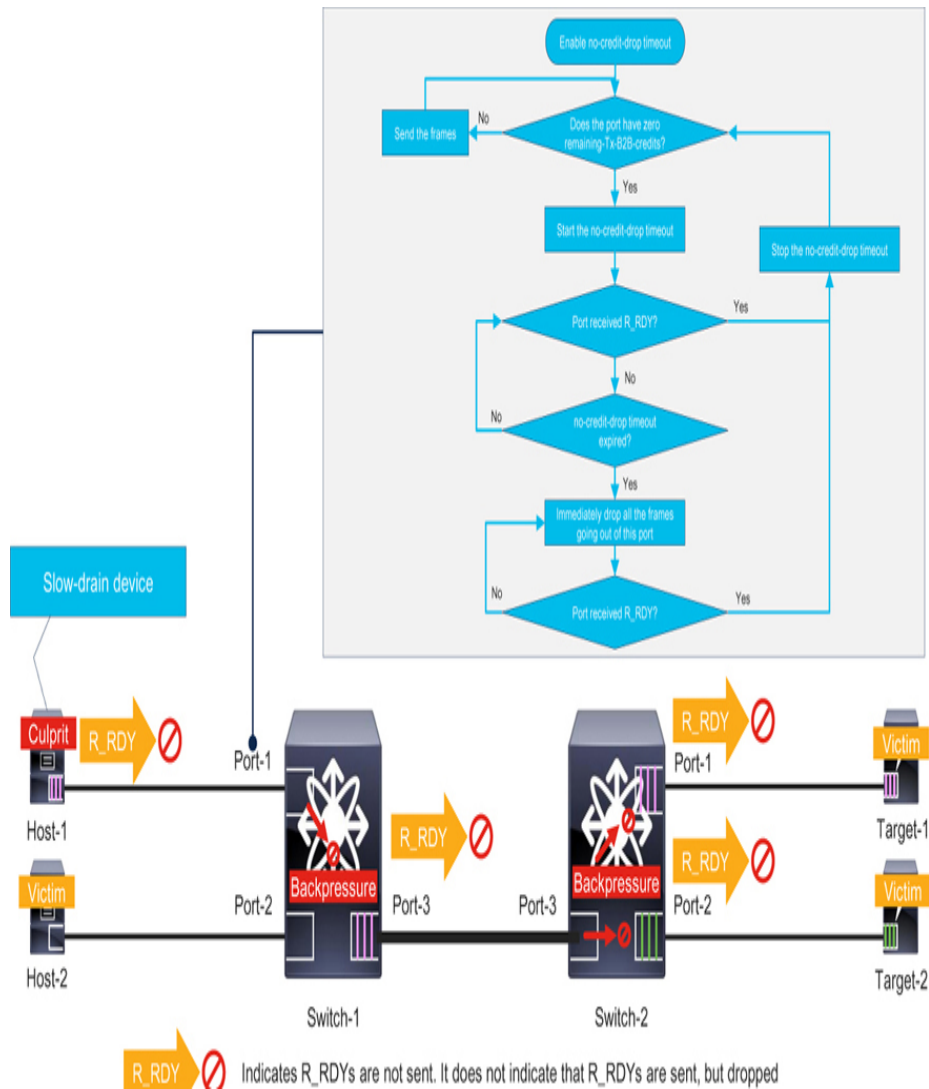 Enable no-credit-drop timeout
Send the frames
No
Does the port have zero
remaining-Tx-B2B-credits?
Yes
Start the no-credit-drop timeout
Stop the no-credit-drop timeout
Port received R_RDY?
Yes
No
No
no-credit-drop timeout
expired?
Yes
Immediately drop all the frames
going out of this port
No
Port received R_RDY?
Yes
Slow-drain device
Culprit
R_RDY
Port-1
R_RDY
Port-1
Victim
Host-1
R_RDY
Target-1
Victim
Backpressure
Backpressure
R_RDY
Victim
Port-2
Port-3
Port-3
Port-2
Host-2
Target-2
Switch-1
Switch-2
R_RDY
Indicates R_RDYs are not sent. It does not indicate that R_RDYs are sent, but dropped